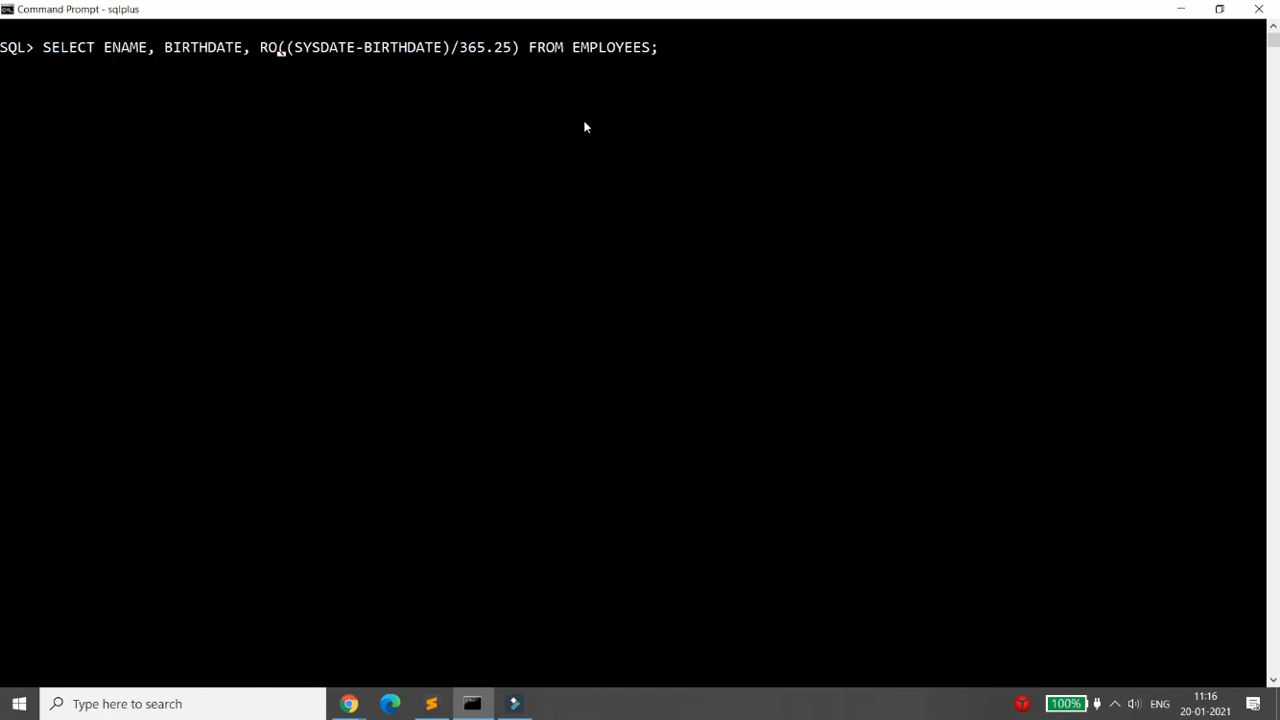 Command Prompt - sqlplus
SQL> SELECT ENAME, BIRTHDATE, RO((SYSDATE-BIRTHDATE)/365.25) FROM EMPLOYEES;
Type here to search
100%
ENG
11:16
20-01-2021